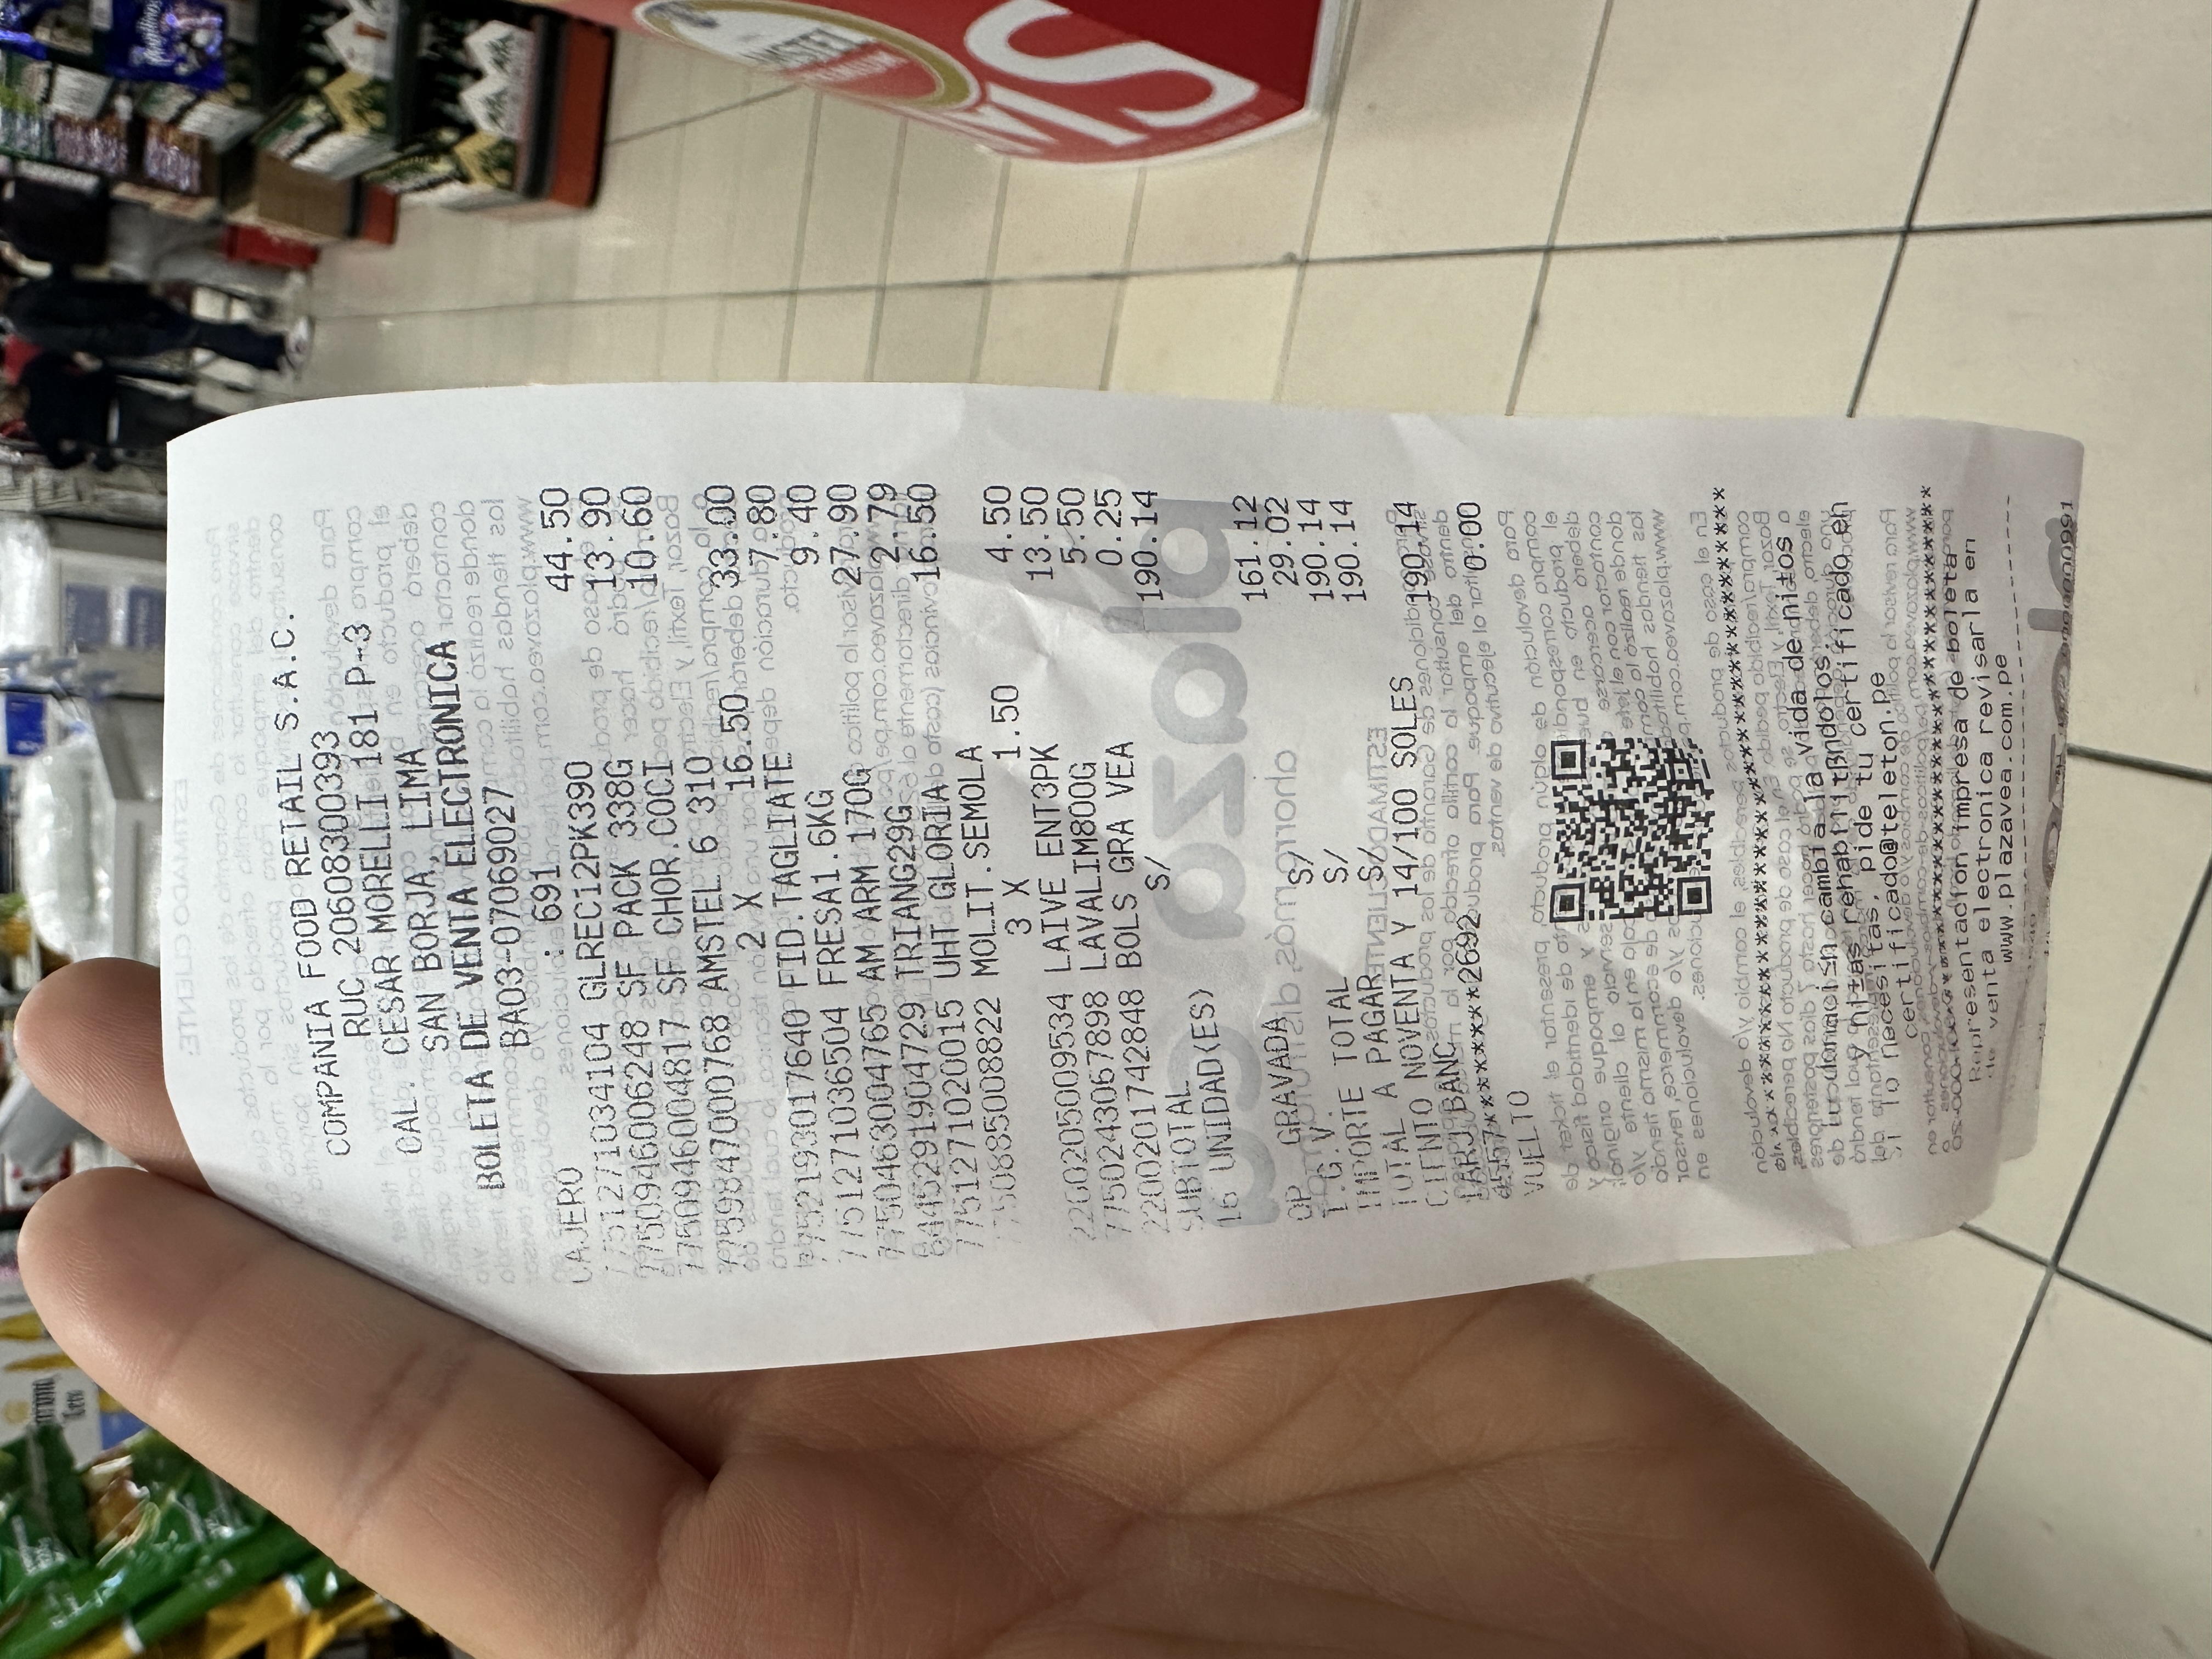 COMPANIA FOOD RETAIL S.A.C.
RUC 20608300393
CAL. CESAR MORELLI 181 P-3
SAN BORJA, LIMA
BOLETA DE VENTA ELECTRONICA
BA03-07069027
CAJERO : 691
7751271034104 GLREC12PK390 44.50
7750946006248 SF PACK 338G 13.90
7750946004817 SF CHOR.COCI 10.60
7759847000768 AMSTEL 6 310
2 X 16.50 33.00
7752193017640 FID.TAGLIATE 7.80
7751271036504 FRESA1.6KG 9.40
7750463004765 AM ARM 170G 27.90
8445291904729 TRIANG29G 2.79
7751271020015 UHT GLORIA 16.50
7750885008822 MOLIT.SEMOLA
3 X 1.50 4.50
2200205009534 LAIVE ENT3PK 13.50
7750243067898 LAVALIM800G 5.50
2200201742848 BOLS GRA VEA 0.25
SUBTOTAL S/ 190.14
16 UNIDAD(ES)
OP. GRAVADA 161.12
I.G.V. S/ 29.02
IMPORTE TOTAL S/ 190.14
TOTAL A PAGAR S/ 190.14
CIENTO NOVENTA Y 14/100 SOLES
TARJ BANC 190.14
4557********2692
VUELTO 0.00
Tu donaci≤n cambia la vida de ni±os
y ni±as rehabilitßndolos.
Si lo necesitas, pide tu certificado en
certificado@teleton.pe
Representacion impresa de boleta
de venta electronica revisarla en
www.plazavea.com.pe